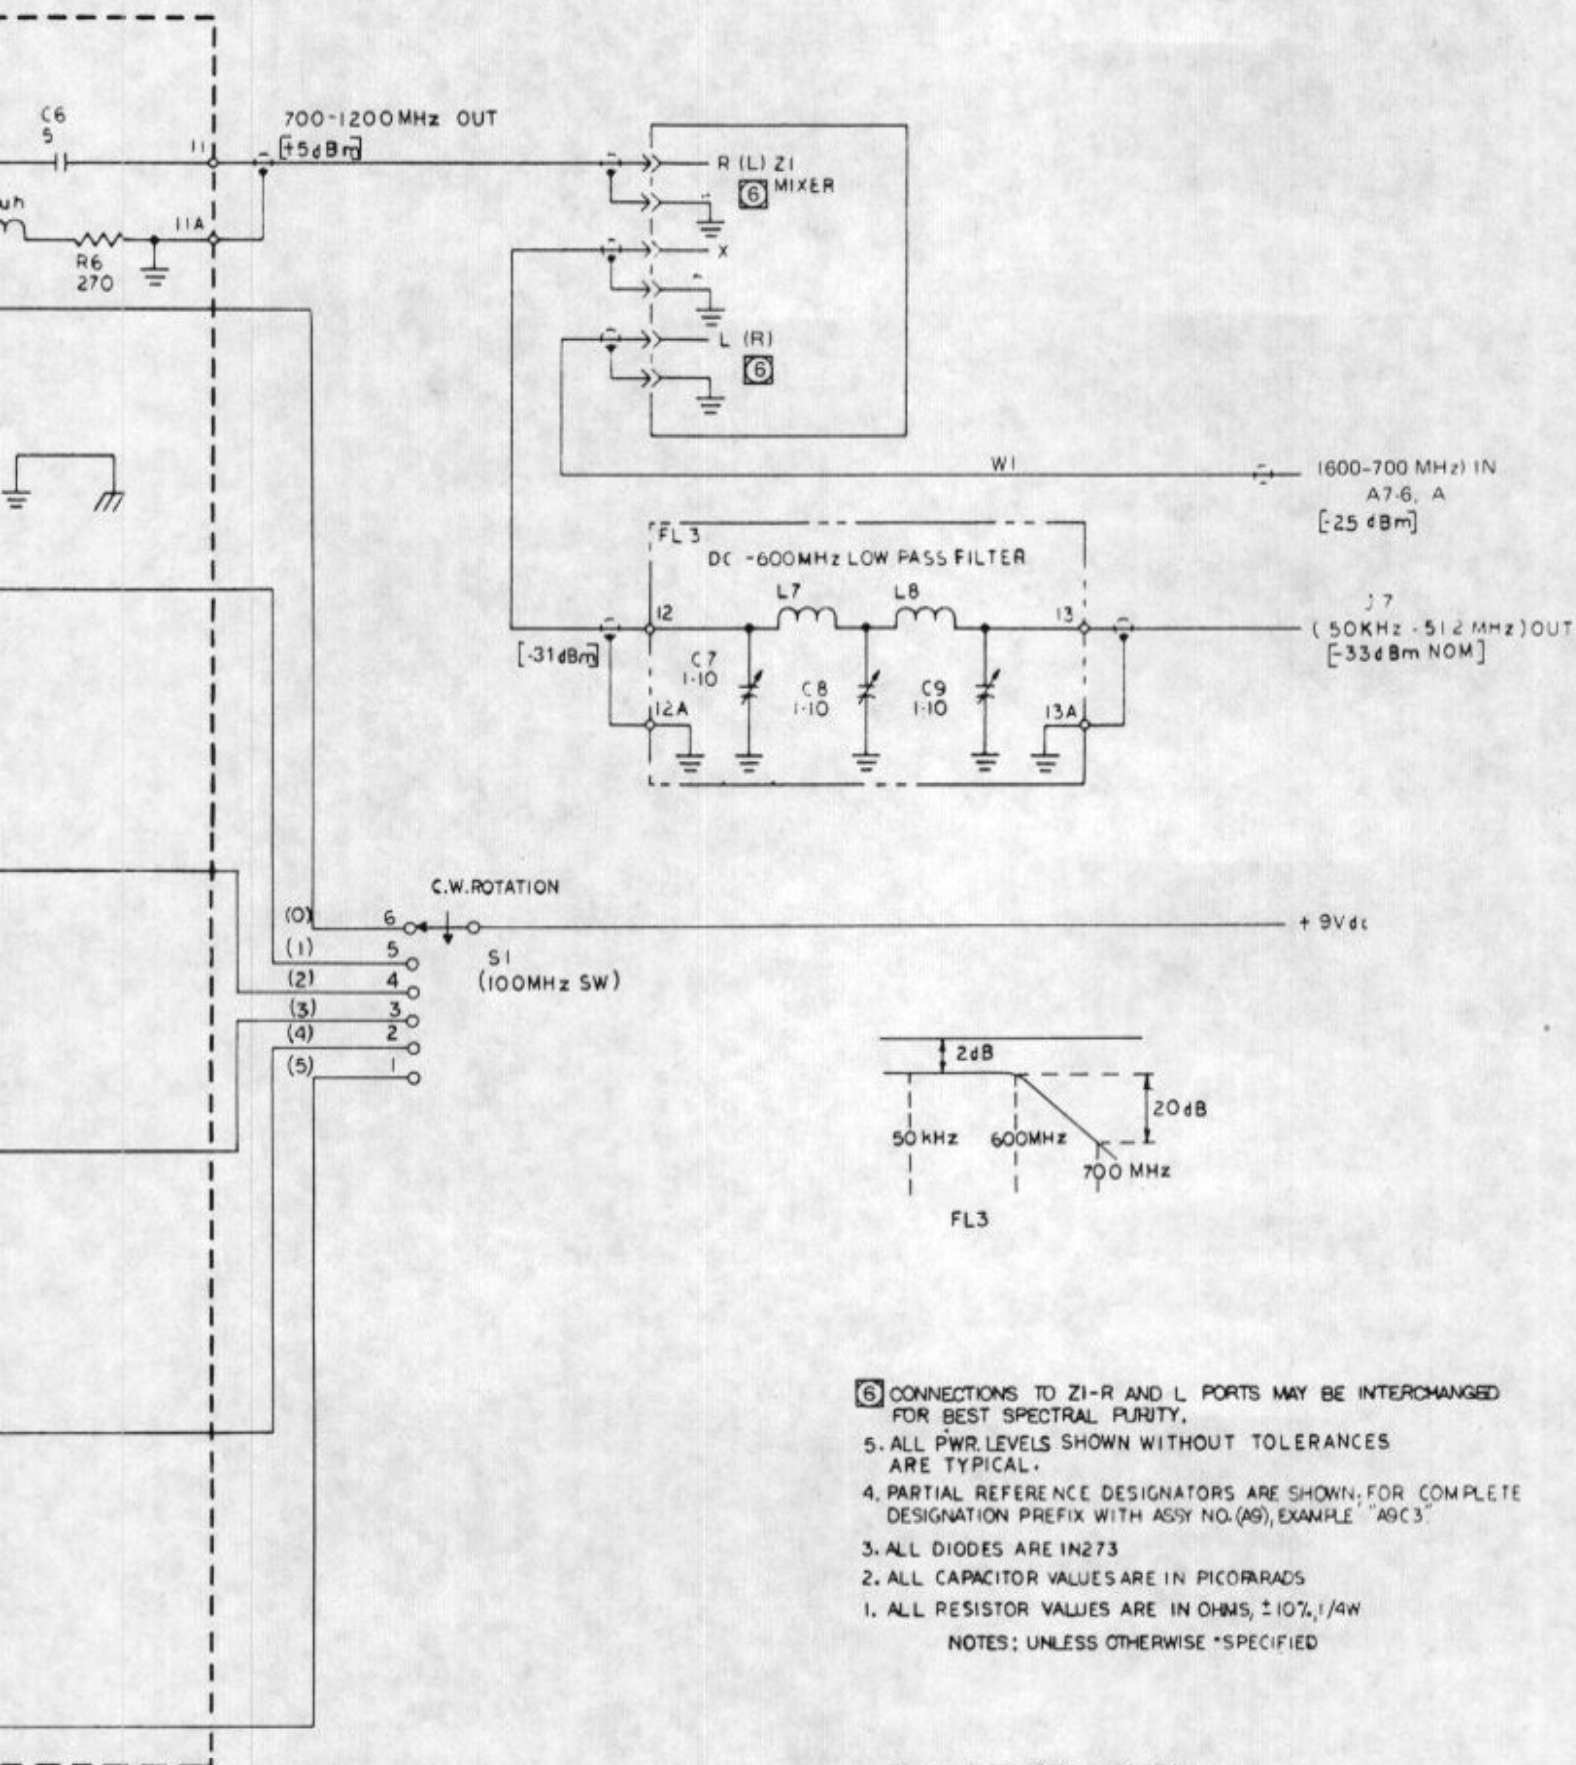 C6
5
700-1200MHz OUT
[+5dBm]
11
uh
11A
R6
270
R (L) Z1
6 MIXER
X
L (R)
6
W1
(600-700 MHz) IN
A7-6, A
[-25 dBm]
FL3
DC -600MHz LOW PASS FILTER
L7
L8
12
13
J7
(50KHz -512 MHz) OUT
[-33dBm NOM]
[-31dBm]
C7
1-10
C8
1-10
C9
1-10
12A
13A
C.W. ROTATION
(0) 6
+ 9Vdc
(1) 5
S1
(2) 4
(100MHz SW)
(3) 3
(4) 2
(5) 1
2dB
20dB
50kHz 600MHz
700 MHz
FL3
6 CONNECTIONS TO Z1-R AND L PORTS MAY BE INTERCHANGED
FOR BEST SPECTRAL PURITY.
5. ALL PWR. LEVELS SHOWN WITHOUT TOLERANCES
ARE TYPICAL.
4. PARTIAL REFERENCE DESIGNATORS ARE SHOWN; FOR COMPLETE
DESIGNATION PREFIX WITH ASSY NO. (A9), EXAMPLE "A9C3"
3. ALL DIODES ARE IN273
2. ALL CAPACITOR VALUES ARE IN PICOFARADS
1. ALL RESISTOR VALUES ARE IN OHMS, ±10%, 1/4W
NOTES: UNLESS OTHERWISE SPECIFIED